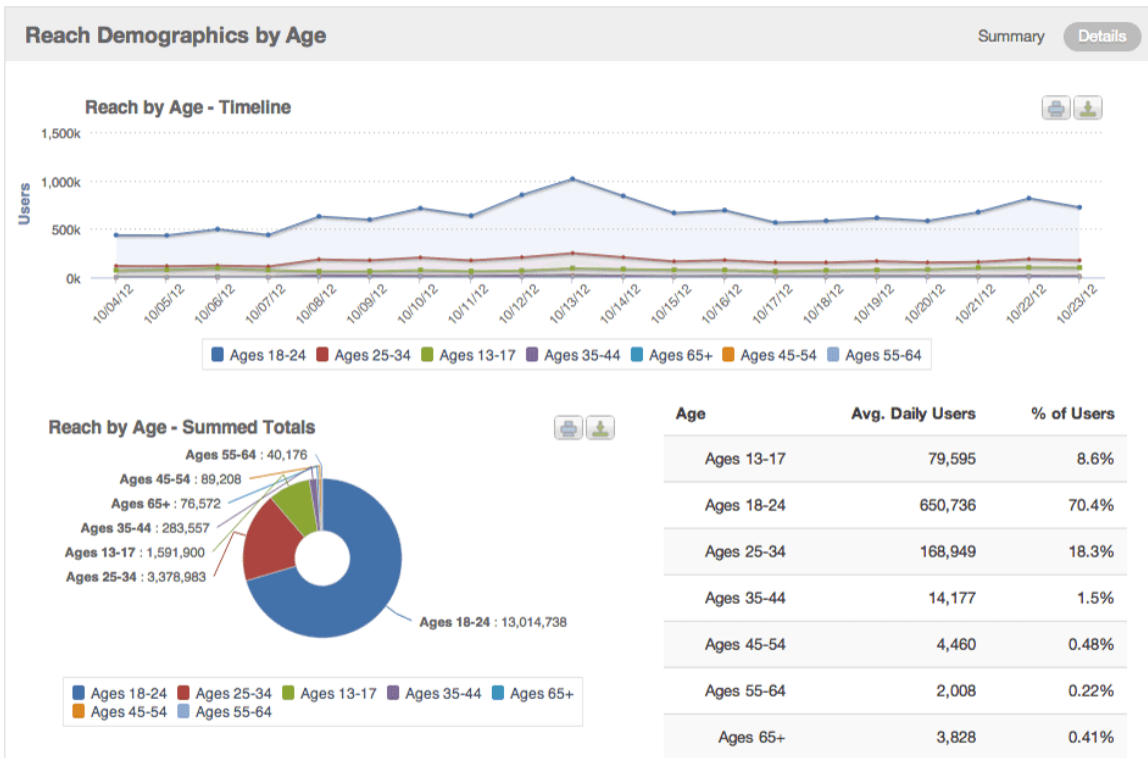 Reach Demographics by Age
Summary Details
Reach by Age - Timeline
1,500k
1,000k
500k
0k
Users
10/04/12 10/05/12 10/06/12 10/07/12 10/08/12 10/09/12 10/10/12 10/11/12 10/12/12 10/13/12 10/14/12 10/15/12 10/16/12 10/17/12 10/18/12 10/19/12 10/20/12 10/21/12 10/22/12 10/23/12
Ages 18-24 Ages 25-34 Ages 13-17 Ages 35-44 Ages 65+ Ages 45-54 Ages 55-64
Reach by Age - Summed Totals
Ages 55-64 : 40,176
Ages 45-54 : 89,208
Ages 65+ : 76,572
Ages 35-44 : 283,557
Ages 13-17 : 1,591,900
Ages 25-34 : 3,378,983
Ages 18-24 : 13,014,738
Ages 18-24 Ages 25-34 Ages 13-17 Ages 35-44 Ages 65+
Ages 45-54 Ages 55-64
Age Avg. Daily Users % of Users
Ages 13-17 79,595 8.6%
Ages 18-24 650,736 70.4%
Ages 25-34 168,949 18.3%
Ages 35-44 14,177 1.5%
Ages 45-54 4,460 0.48%
Ages 55-64 2,008 0.22%
Ages 65+ 3,828 0.41%